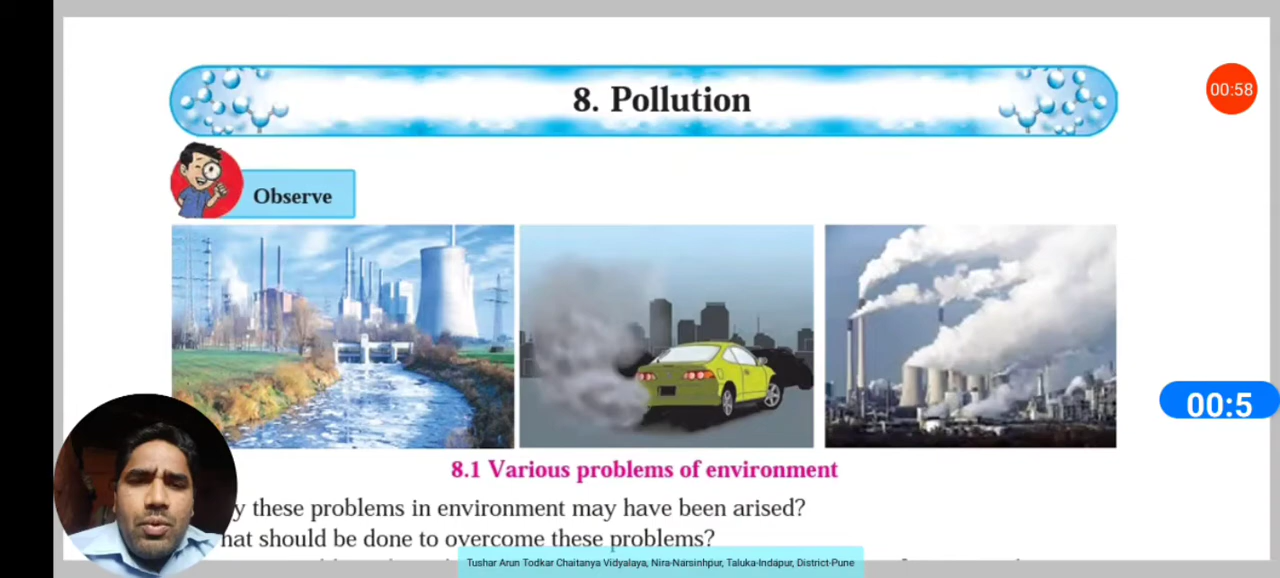 8. Pollution
00:58
Observe
00:5
8.1 Various problems of environment
y these problems in environment may have been arised?
hat should be done to overcome these problems?
Tushar Arun Todkar Chaitanya Vidyalaya, Nira-Narsinhpur, Taluka-Indapur, District-Pune